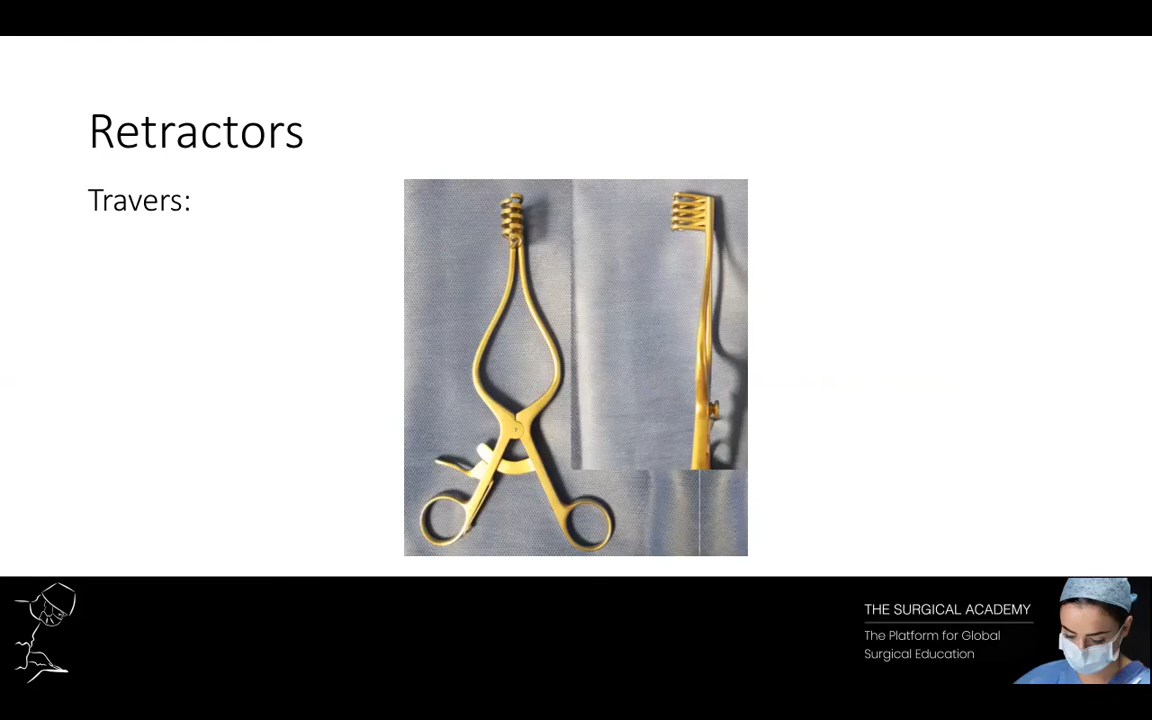 Retractors
Travers:
THE SURGICAL ACADEMY
The Platform for Global
Surgical Education